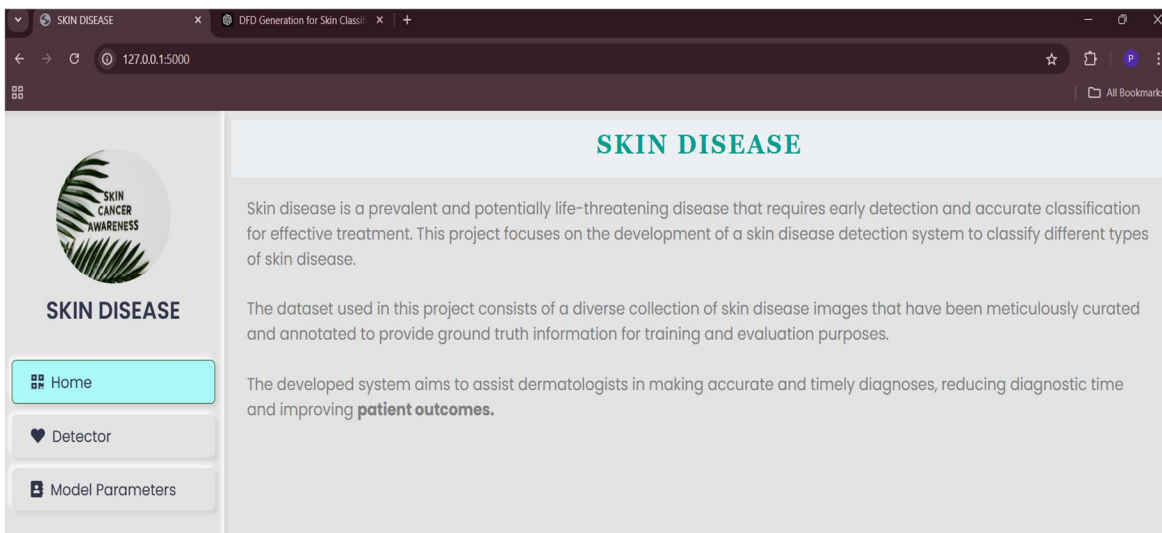 SKIN DISEASE
DFD Generation for Skin Classifi
127.0.0.1:5000
P
All Bookmarks
SKIN
CANCER
AWARENESS
SKIN DISEASE
Home
Detector
Model Parameters
SKIN DISEASE
Skin disease is a prevalent and potentially life-threatening disease that requires early detection and accurate classification
for effective treatment. This project focuses on the development of a skin disease detection system to classify different types
of skin disease.
The dataset used in this project consists of a diverse collection of skin disease images that have been meticulously curated
and annotated to provide ground truth information for training and evaluation purposes.
The developed system aims to assist dermatologists in making accurate and timely diagnoses, reducing diagnostic time
and improving patient outcomes.